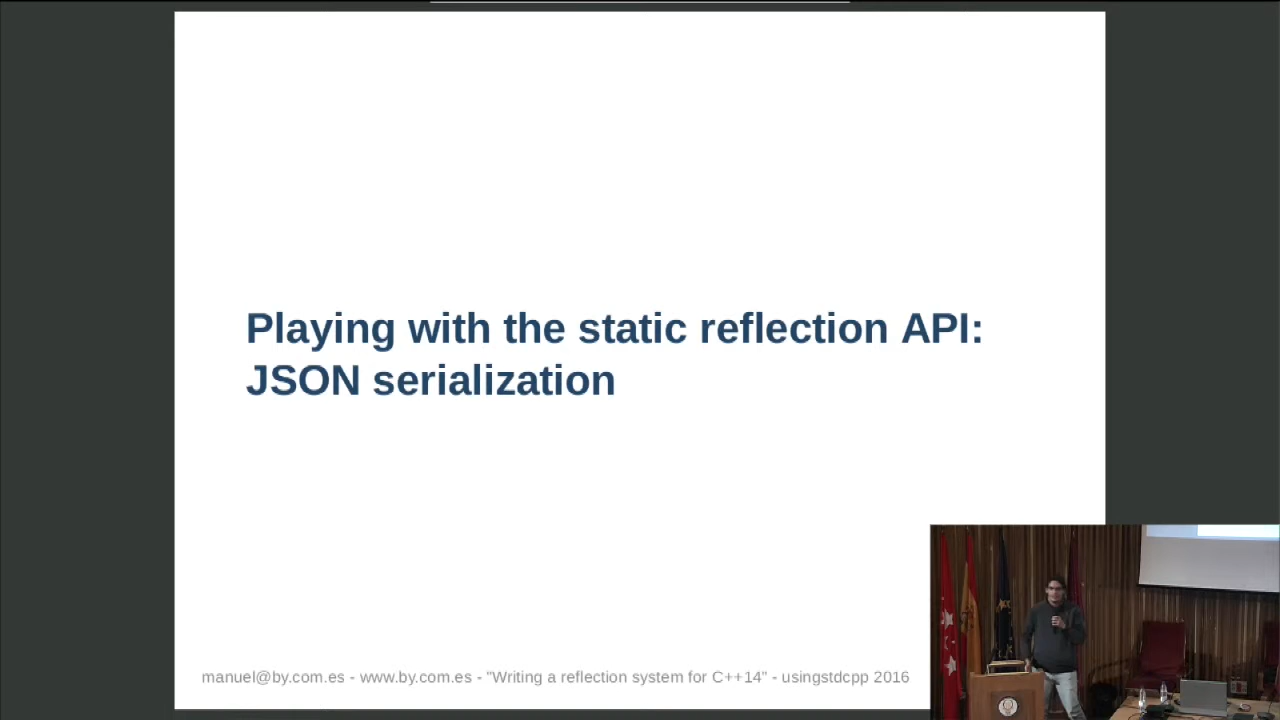 Playing with the static reflection API:
JSON serialization
manuel@by.com.es - www.by.com.es - "Writing a reflection system for C++14" - usingstdcpp 2016